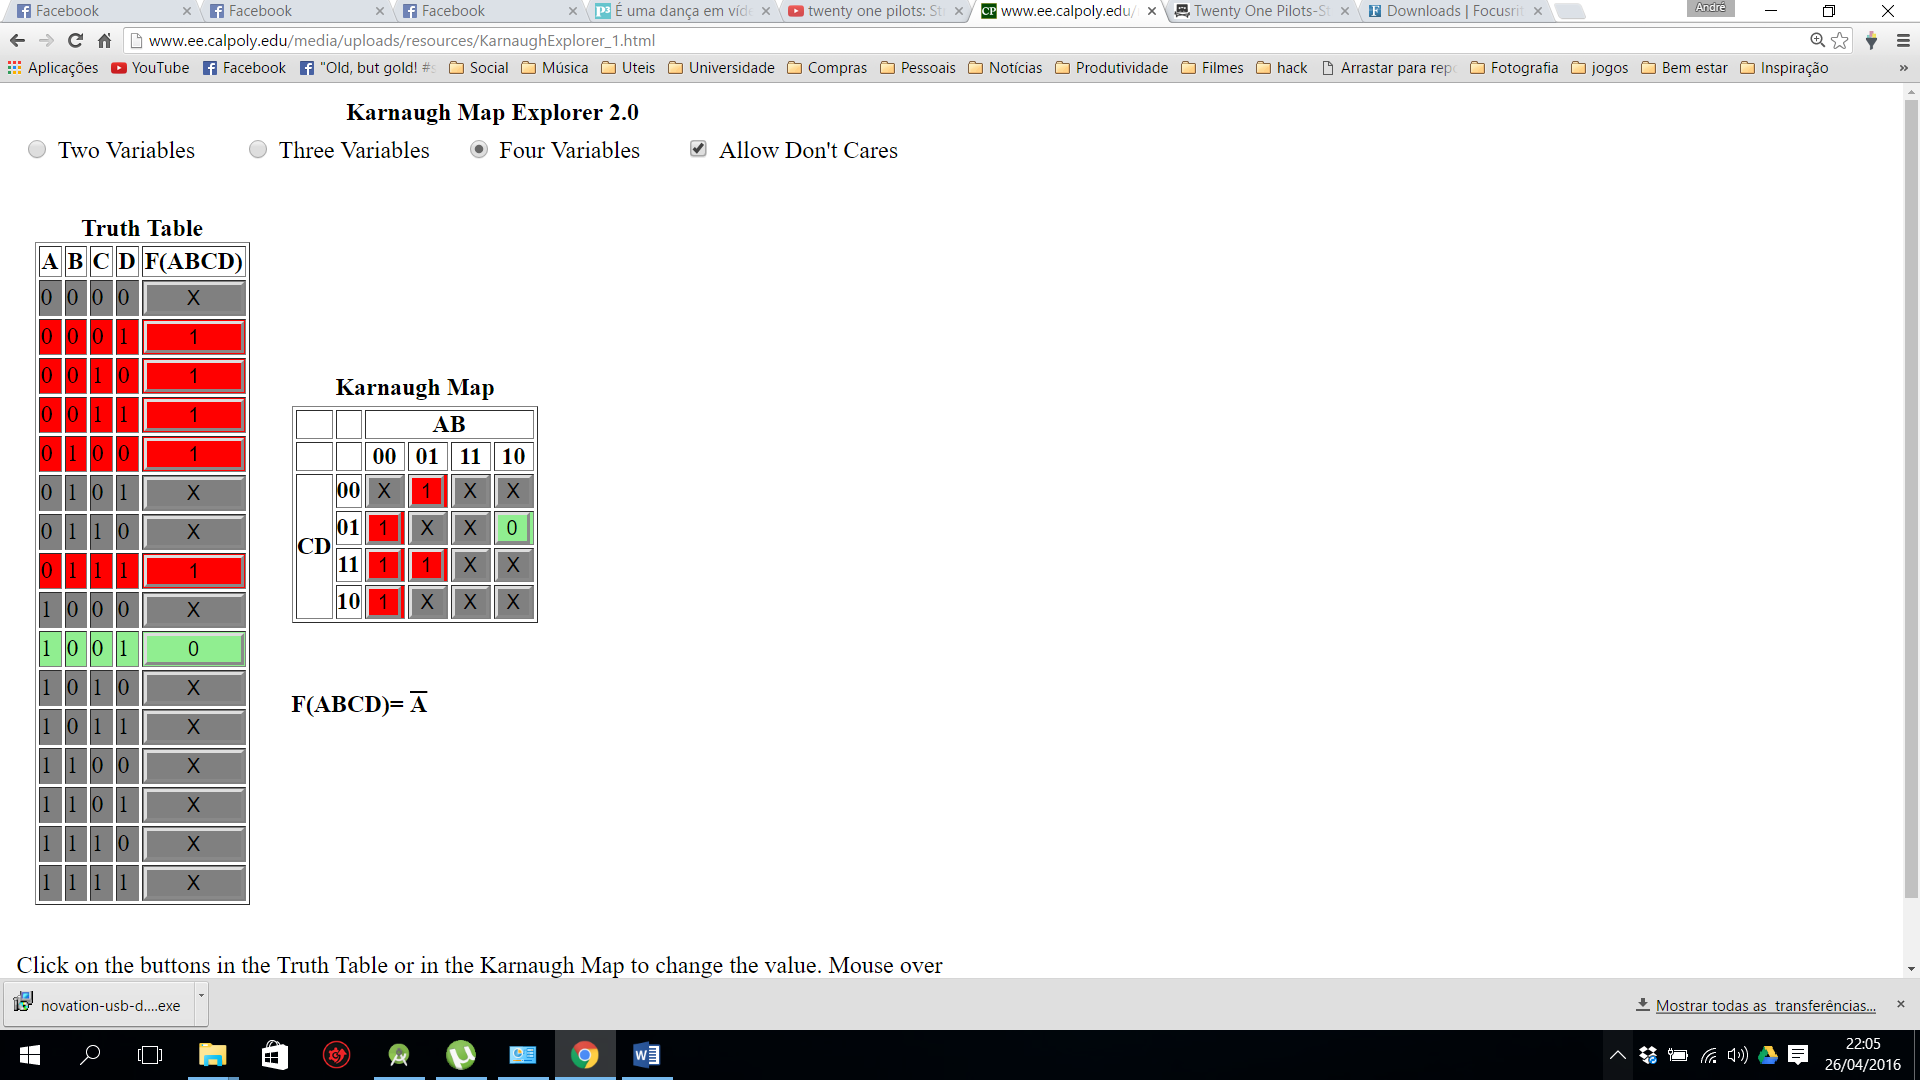 Facebook
Facebook
Facebook
É uma dança em víde
twenty one pilots: St
www.ee.calpoly.edu/
Twenty One Pilots-St
Downloads | Focusrit
André
www.ee.calpoly.edu/media/uploads/resources/KarnaughExplorer_1.html
Aplicações YouTube Facebook "Old, but gold! #s Social Música Uteis Universidade Compras Pessoais Notícias Produtividade Filmes hack Arrastar para repo Fotografia jogos Bem estar Inspiração »
Karnaugh Map Explorer 2.0
Two Variables Three Variables Four Variables Allow Don't Cares
Truth Table
A B C D F(ABCD)
0 0 0 0 X
0 0 0 1 1
0 0 1 0 1
0 0 1 1 1
0 1 0 0 1
0 1 0 1 X
0 1 1 0 X
0 1 1 1 1
1 0 0 0 X
1 0 0 1 0
1 0 1 0 X
1 0 1 1 X
1 1 0 0 X
1 1 0 1 X
1 1 1 0 X
1 1 1 1 X
Karnaugh Map
AB
00 01 11 10
CD
00 X 1 X X
01 1 X X 0
11 1 1 X X
10 1 X X X
F(ABCD)= A̅
Click on the buttons in the Truth Table or in the Karnaugh Map to change the value. Mouse over
novation-usb-d....exe
Mostrar todas as transferências...
22:05
26/04/2016